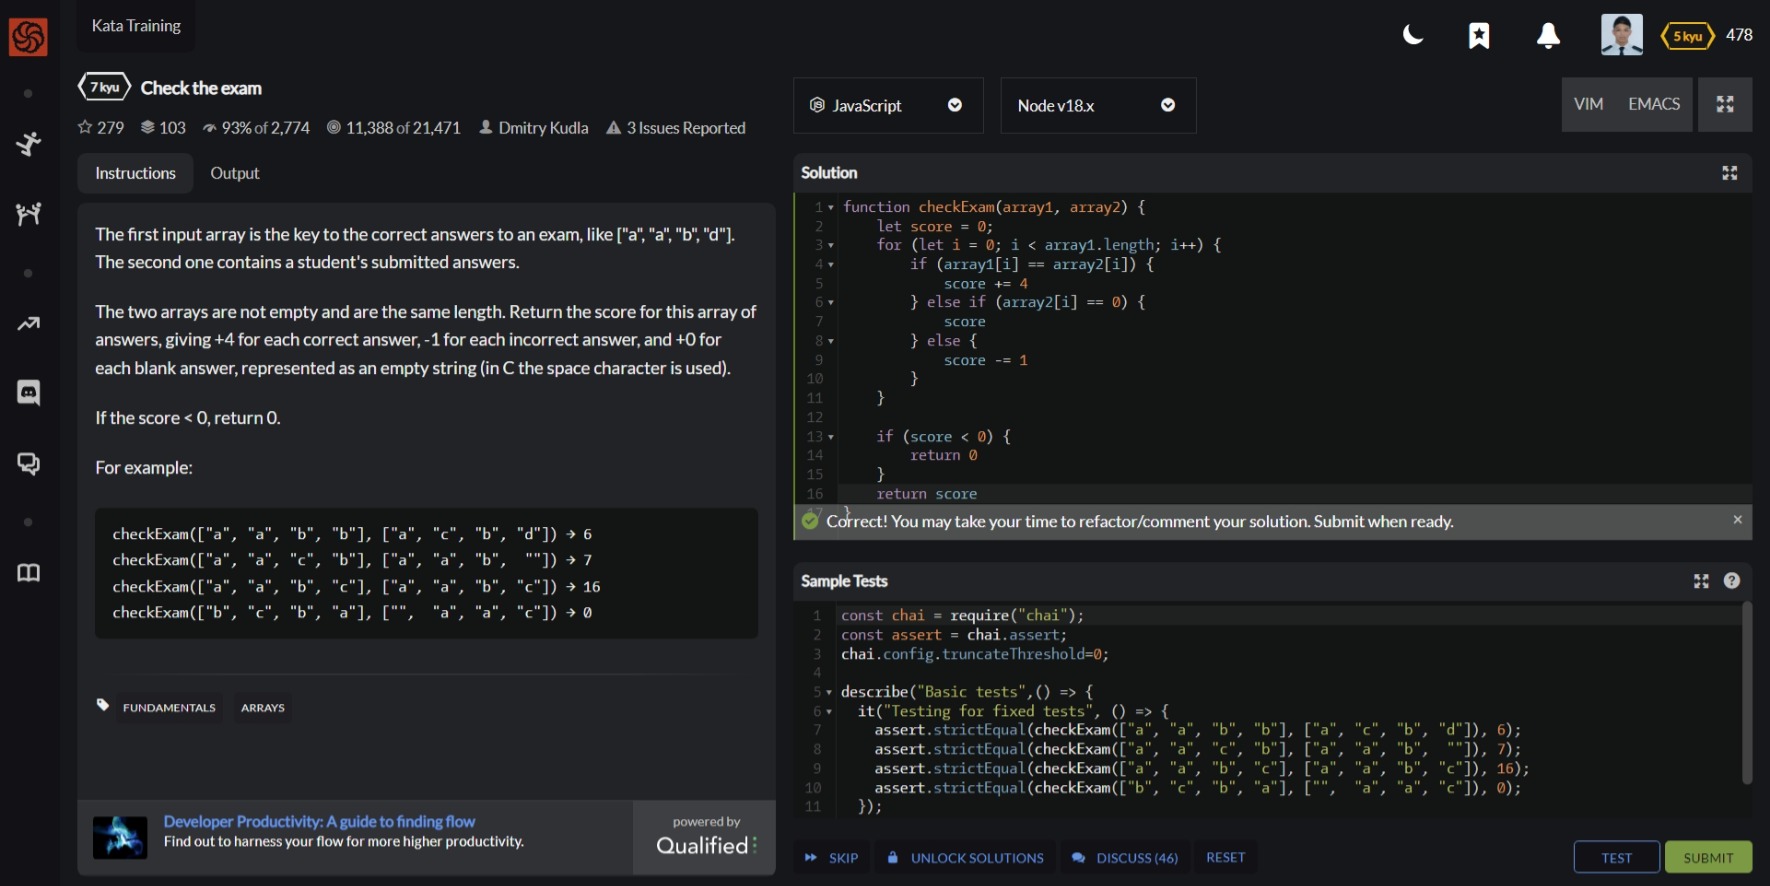 Kata Training
5 kyu 478
7 kyu Check the exam
279 103 93% of 2,774 11,388 of 21,471 Dmitry Kudla 3 Issues Reported
Instructions Output
The first input array is the key to the correct answers to an exam, like ["a", "a", "b", "d"].
The second one contains a student's submitted answers.
The two arrays are not empty and are the same length. Return the score for this array of
answers, giving +4 for each correct answer, -1 for each incorrect answer, and +0 for
each blank answer, represented as an empty string (in C the space character is used).
If the score < 0, return 0.
For example:
checkExam(["a", "a", "b", "b"], ["a", "c", "b", "d"]) → 6
checkExam(["a", "a", "c", "b"], ["a", "a", "b",  ""]) → 7
checkExam(["a", "a", "b", "c"], ["a", "a", "b", "c"]) → 16
checkExam(["b", "c", "b", "a"], ["",  "a", "a", "c"]) → 0
FUNDAMENTALS ARRAYS
Developer Productivity: A guide to finding flow
Find out to harness your flow for more higher productivity.
powered by
Qualified
JavaScript Node v18.x VIM EMACS
Solution
1 function checkExam(array1, array2) {
2     let score = 0;
3     for (let i = 0; i < array1.length; i++) {
4         if (array1[i] == array2[i]) {
5             score += 4
6         } else if (array2[i] == 0) {
7             score
8         } else {
9             score -= 1
10         }
11     }
12
13     if (score < 0) {
14         return 0
15     }
16     return score
17 }
Correct! You may take your time to refactor/comment your solution. Submit when ready.
Sample Tests
1 const chai = require("chai");
2 const assert = chai.assert;
3 chai.config.truncateThreshold=0;
4
5 describe("Basic tests",() => {
6   it("Testing for fixed tests", () => {
7     assert.strictEqual(checkExam(["a", "a", "b", "b"], ["a", "c", "b", "d"]), 6);
8     assert.strictEqual(checkExam(["a", "a", "c", "b"], ["a", "a", "b",  ""]), 7);
9     assert.strictEqual(checkExam(["a", "a", "b", "c"], ["a", "a", "b", "c"]), 16);
10     assert.strictEqual(checkExam(["b", "c", "b", "a"], ["",  "a", "a", "c"]), 0);
11   });
SKIP UNLOCK SOLUTIONS DISCUSS (46) RESET TEST SUBMIT